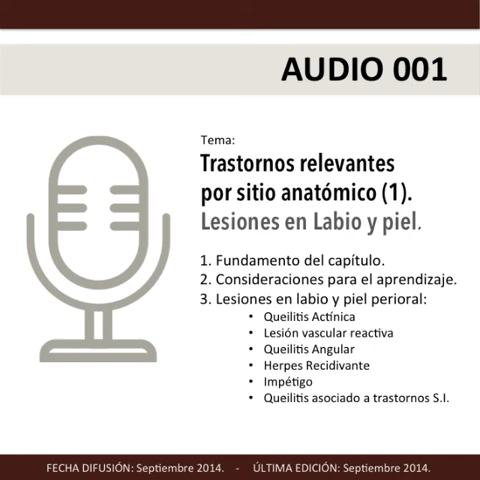 AUDIO 001
Tema:
Trastornos relevantes
por sitio anatómico (1).
Lesiones en Labio y piel.
1. Fundamento del capítulo.
2. Consideraciones para el aprendizaje.
3. Lesiones en labio y piel perioral:
• Queilitis Actínica
• Lesión vascular reactiva
• Queilitis Angular
• Herpes Recidivante
• Impétigo
• Queilitis asociado a trastornos S.I.
FECHA DIFUSIÓN: Septiembre 2014. - ÚLTIMA EDICIÓN: Septiembre 2014.